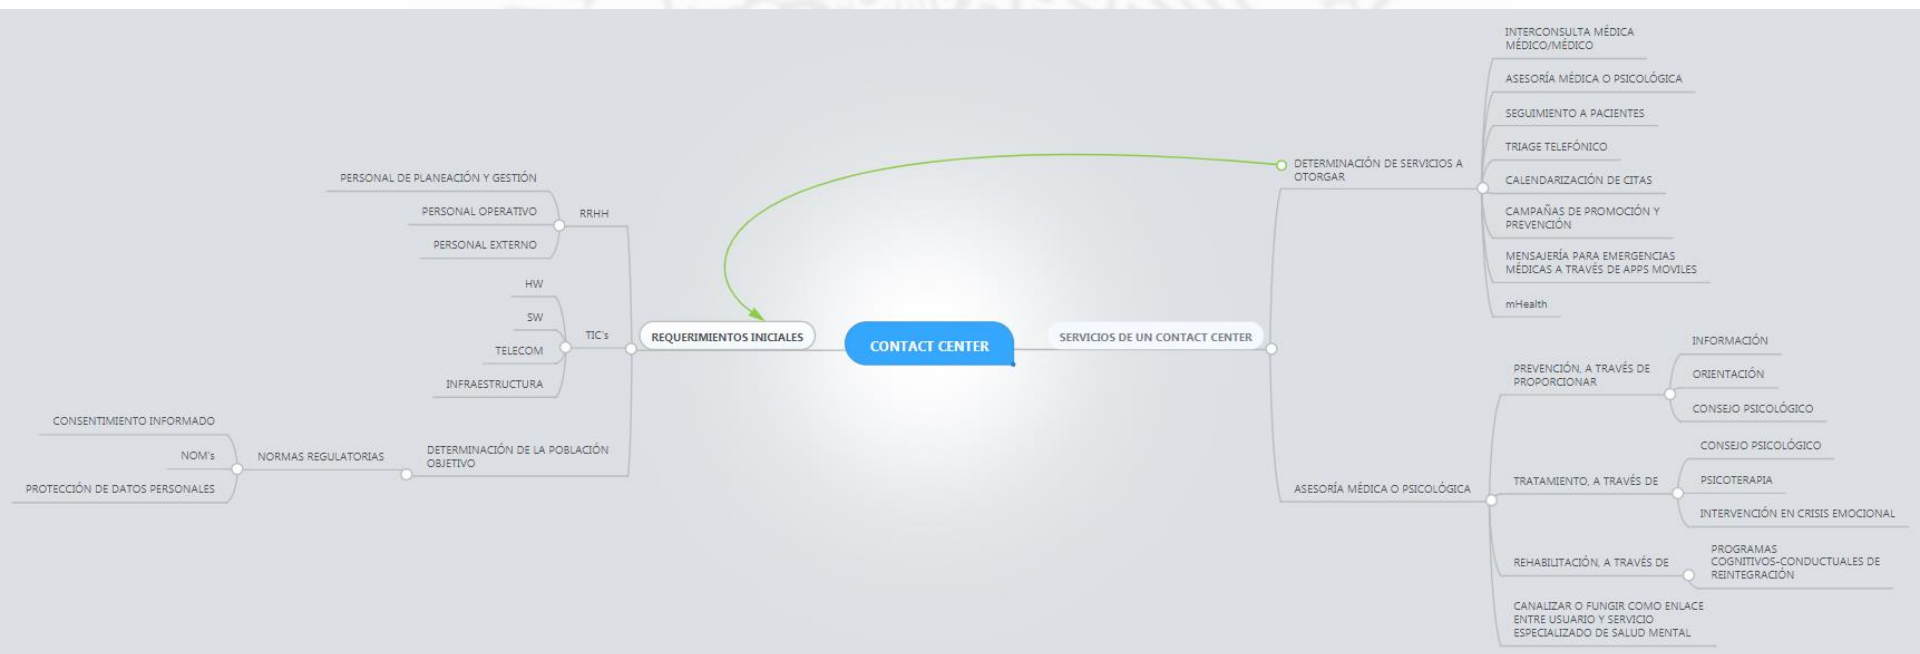 CONTACT CENTER
REQUERIMIENTOS INICIALES
RRHH
PERSONAL DE PLANEACIÓN Y GESTIÓN
PERSONAL OPERATIVO
PERSONAL EXTERNO
TIC's
HW
SW
TELECOM
INFRAESTRUCTURA
DETERMINACIÓN DE LA POBLACIÓN
OBJETIVO
NORMAS REGULATORIAS
CONSENTIMIENTO INFORMADO
NOM's
PROTECCIÓN DE DATOS PERSONALES
SERVICIOS DE UN CONTACT CENTER
DETERMINACIÓN DE SERVICIOS A
OTORGAR
INTERCONSULTA MÉDICA
MÉDICO/MÉDICO
ASESORÍA MÉDICA O PSICOLÓGICA
SEGUIMIENTO A PACIENTES
TRIAGE TELEFÓNICO
CALENDARIZACIÓN DE CITAS
CAMPAÑAS DE PROMOCIÓN Y
PREVENCIÓN
MENSAJERÍA PARA EMERGENCIAS
MÉDICAS A TRAVÉS DE APPS MOVILES
mHealth
ASESORÍA MÉDICA O PSICOLÓGICA
PREVENCIÓN, A TRAVÉS DE
PROPORCIONAR
INFORMACIÓN
ORIENTACIÓN
CONSEJO PSICOLÓGICO
TRATAMIENTO, A TRAVÉS DE
CONSEJO PSICOLÓGICO
PSICOTERAPIA
INTERVENCIÓN EN CRISIS EMOCIONAL
REHABILITACIÓN, A TRAVÉS DE
PROGRAMAS
COGNITIVOS-CONDUCTUALES DE
REINTEGRACIÓN
CANALIZAR O FUNGIR COMO ENLACE
ENTRE USUARIO Y SERVICIO
ESPECIALIZADO DE SALUD MENTAL